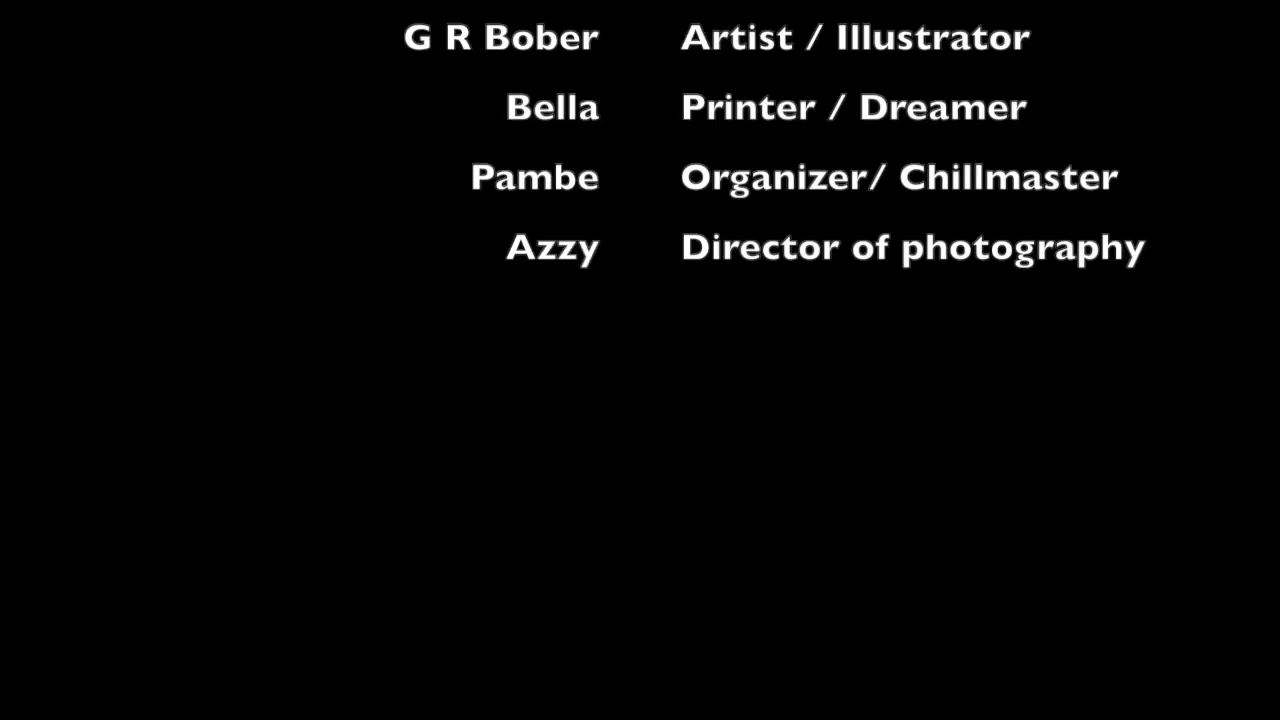 G R Bober Artist / Illustrator
Bella Printer / Dreamer
Pambe Organizer/ Chillmaster
Azzy Director of photography